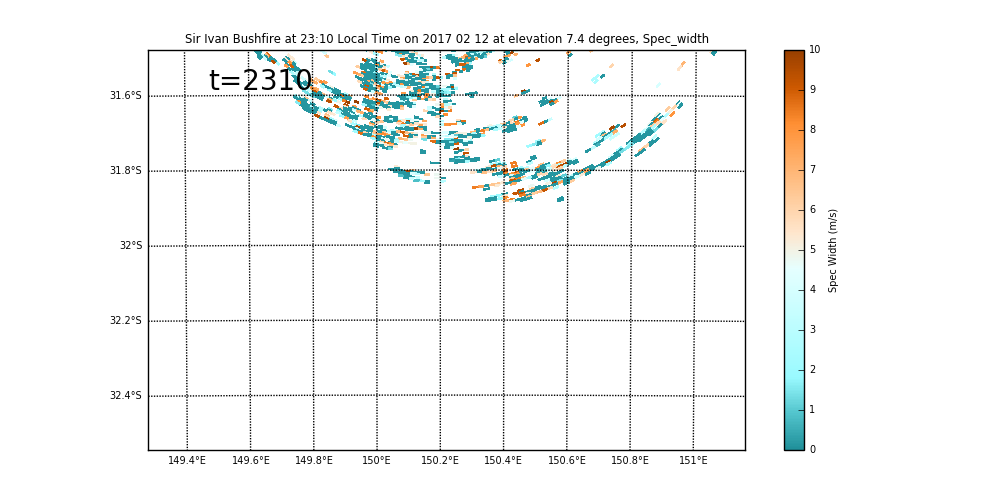 Sir Ivan Bushfire at 23:10 Local Time on 2017 02 12 at elevation 7.4 degrees, Spec_width
t=2310
31.6°S
31.8°S
32°S
32.2°S
32.4°S
149.4°E 149.6°E 149.8°E 150°E 150.2°E 150.4°E 150.6°E 150.8°E 151°E
10
9
8
7
6
5
4
3
2
1
0
Spec Width (m/s)